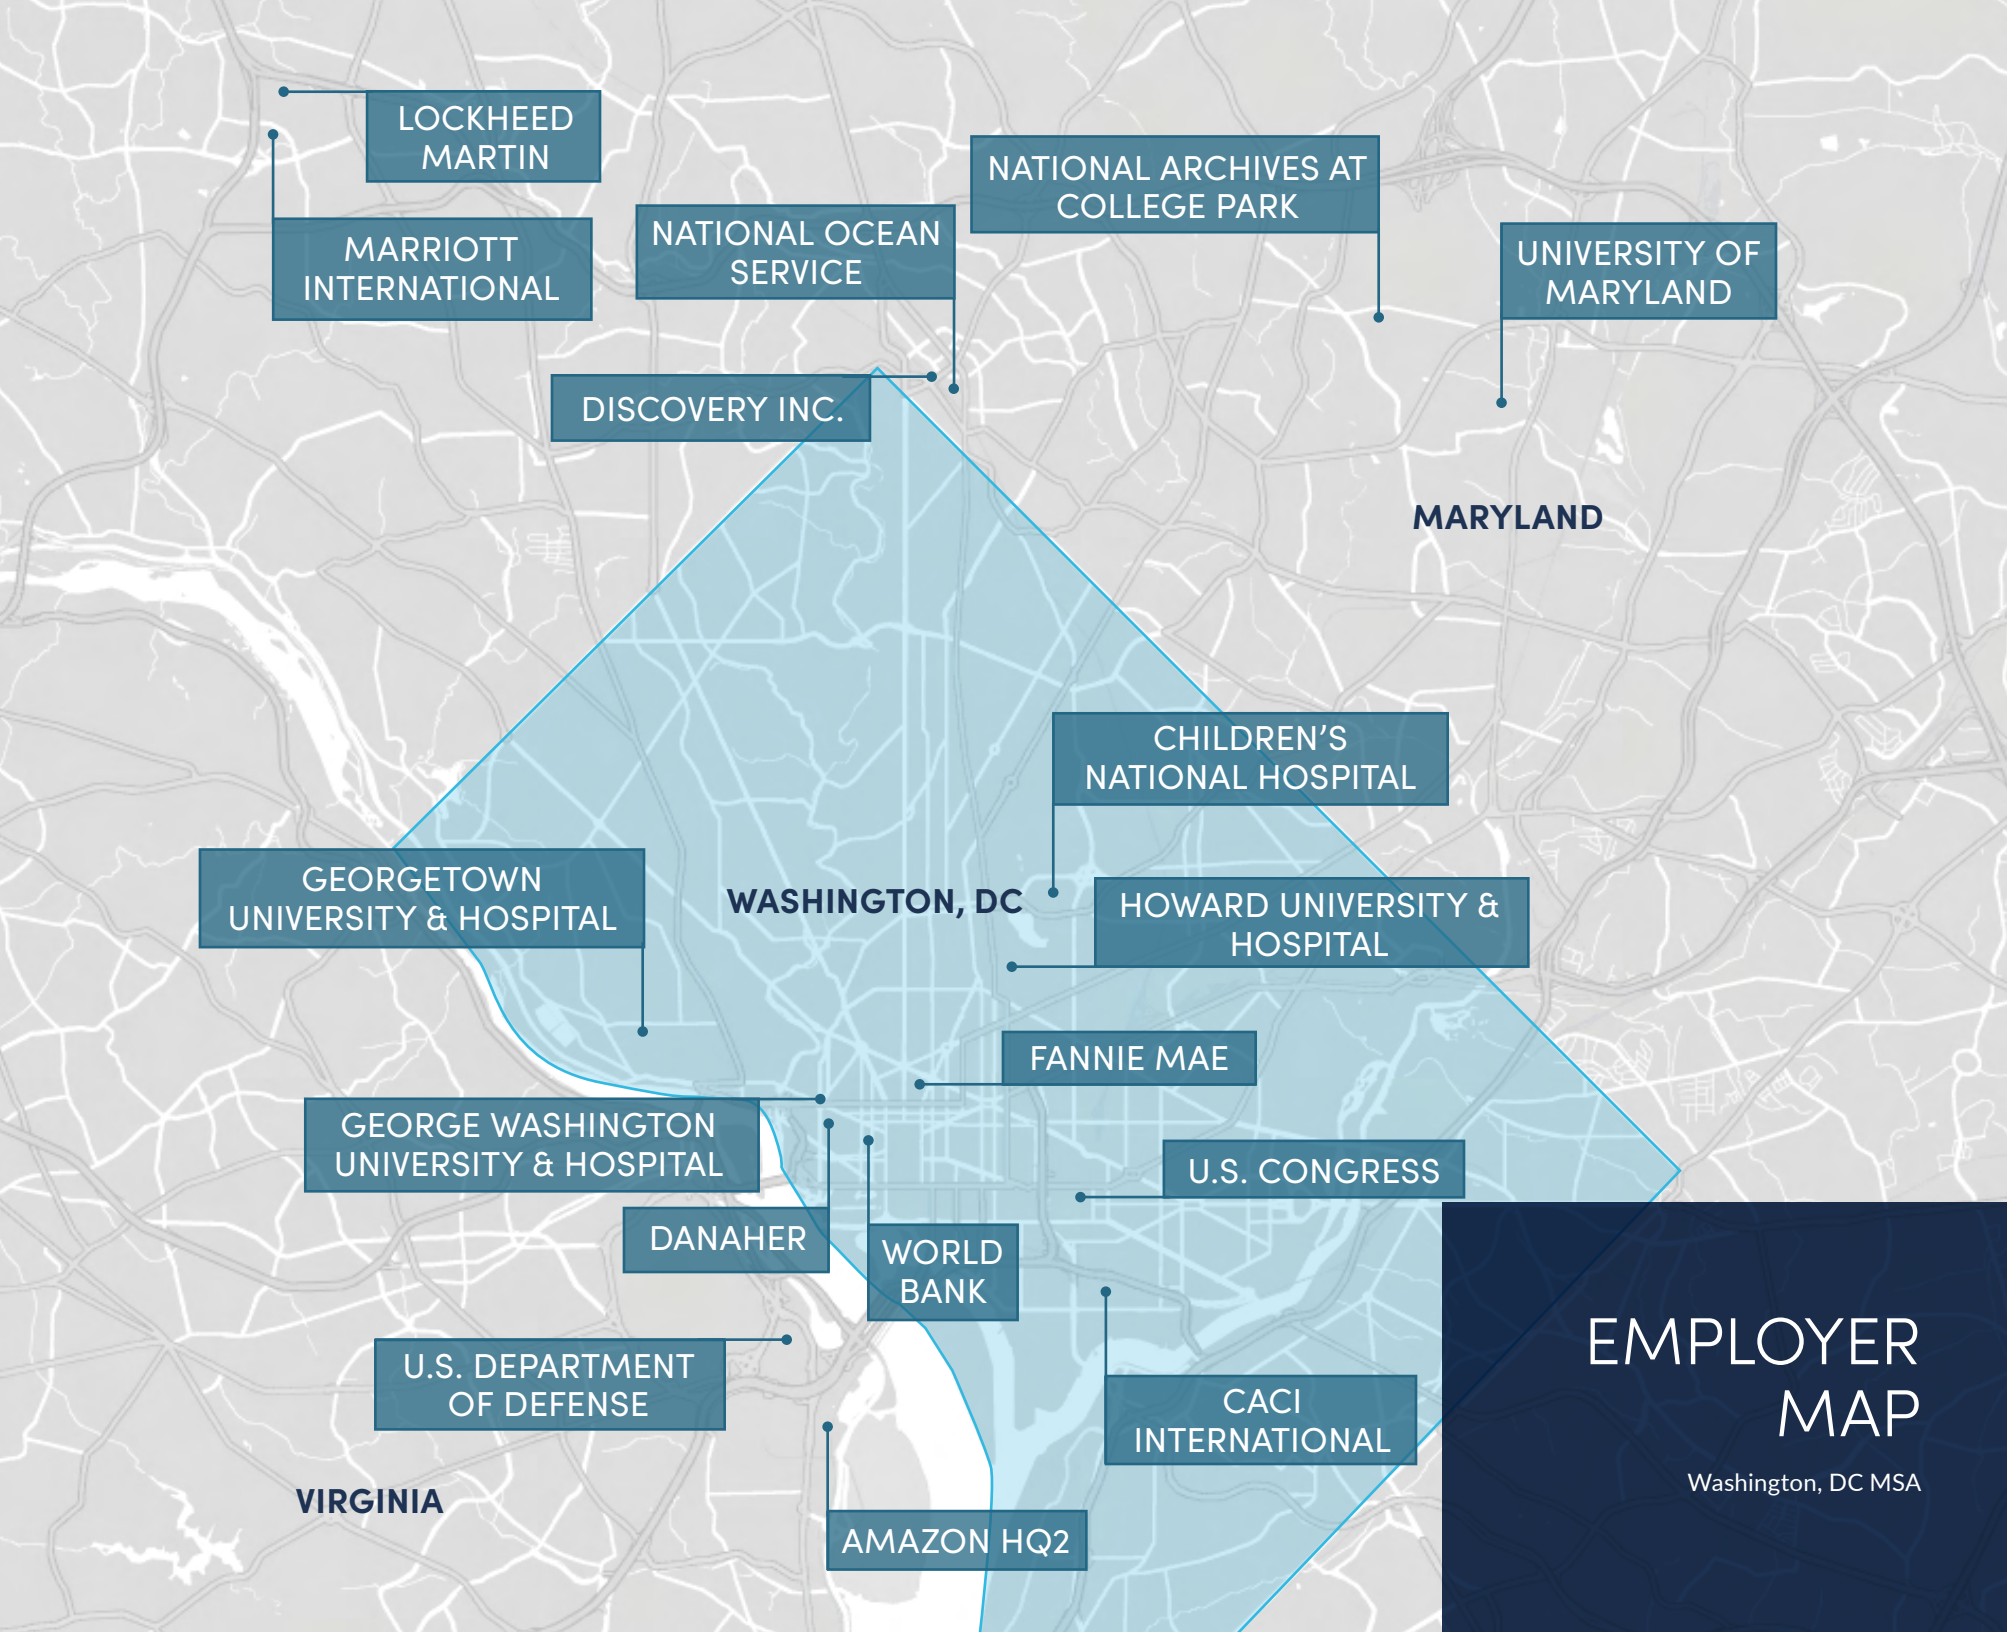 LOCKHEED
MARTIN
MARRIOTT
INTERNATIONAL
NATIONAL OCEAN
SERVICE
NATIONAL ARCHIVES AT
COLLEGE PARK
UNIVERSITY OF
MARYLAND
DISCOVERY INC.
MARYLAND
CHILDREN’S
NATIONAL HOSPITAL
GEORGETOWN
UNIVERSITY & HOSPITAL
WASHINGTON, DC
HOWARD UNIVERSITY &
HOSPITAL
FANNIE MAE
GEORGE WASHINGTON
UNIVERSITY & HOSPITAL
U.S. CONGRESS
DANAHER
WORLD
BANK
U.S. DEPARTMENT
OF DEFENSE
CACI
INTERNATIONAL
VIRGINIA
AMAZON HQ2
EMPLOYER
MAP
Washington, DC MSA